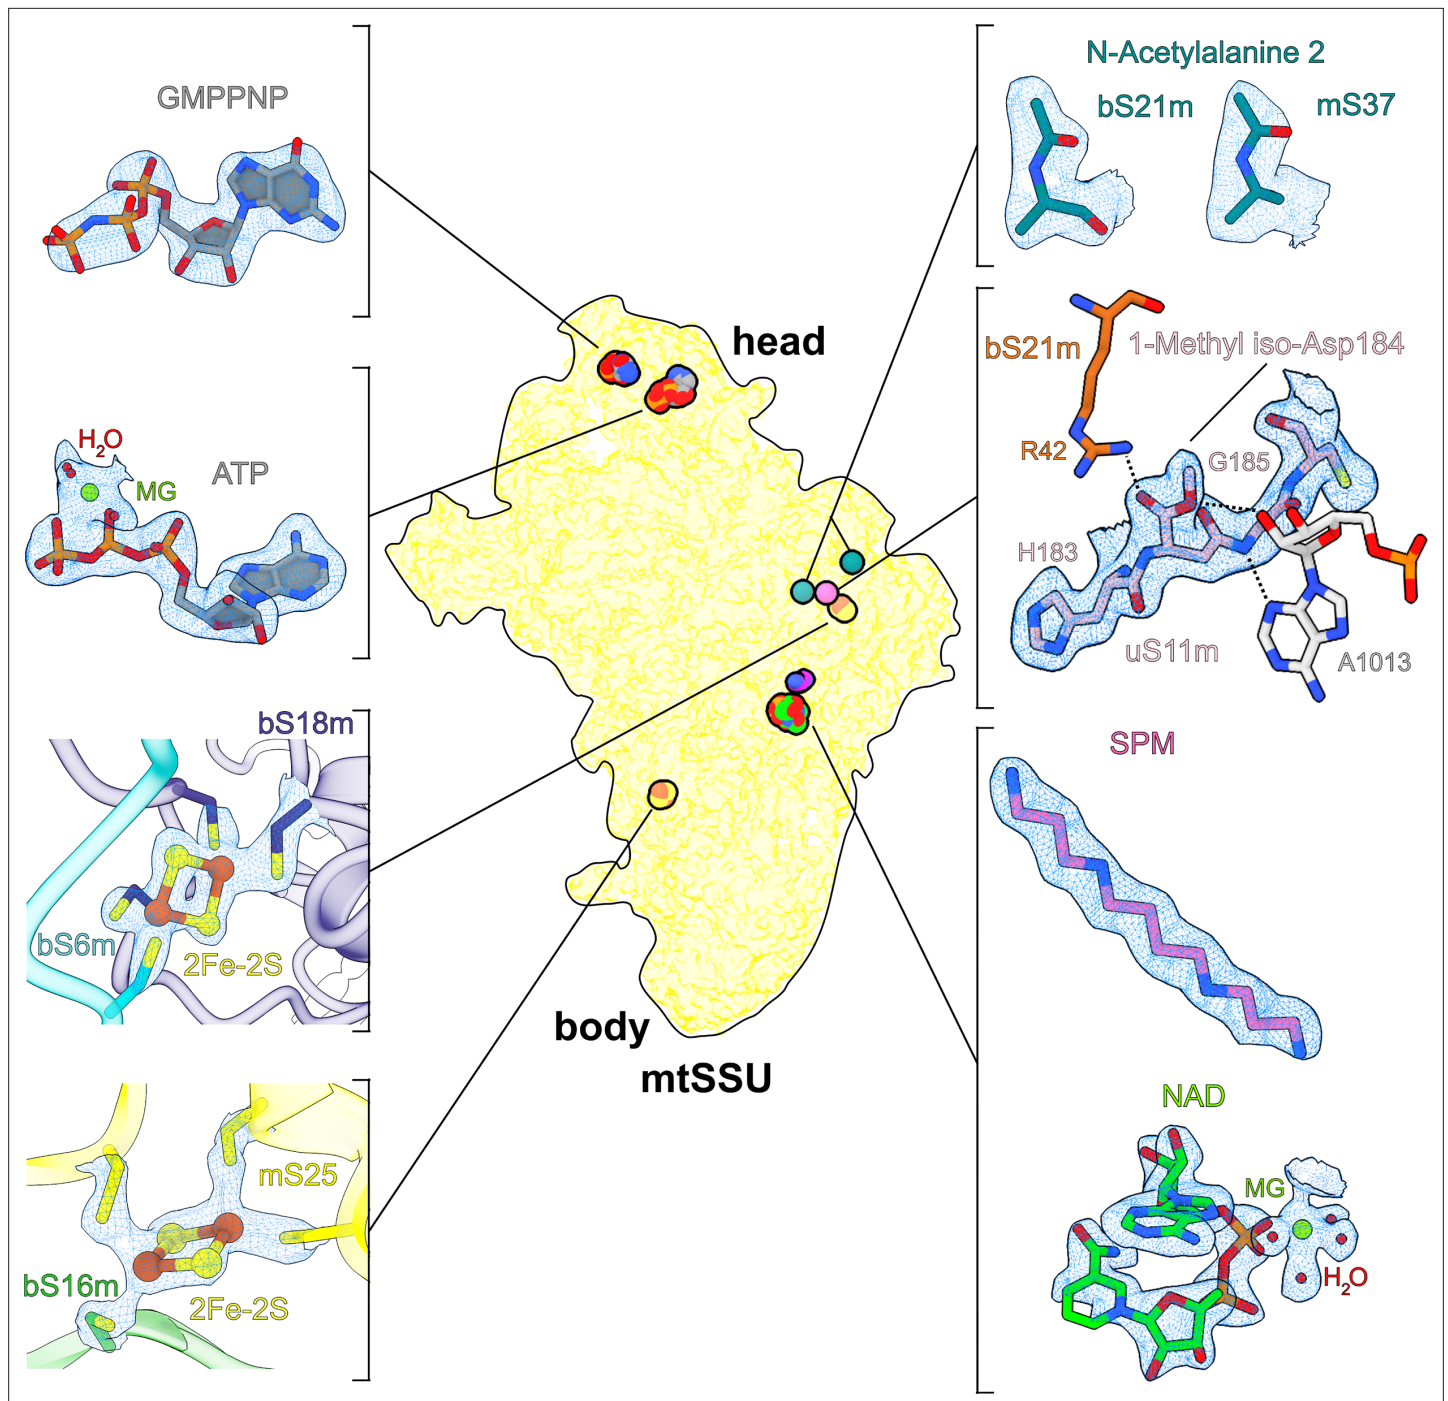 GMPPNP
H2O
MG
ATP
bS18m
bS6m
2Fe-2S
mS25
bS16m
2Fe-2S
head
body
mtSSU
N-Acetylalanine 2
bS21m
mS37
bS21m
1-Methyl iso-Asp184
R42
G185
H183
uS11m
A1013
SPM
NAD
MG
H2O